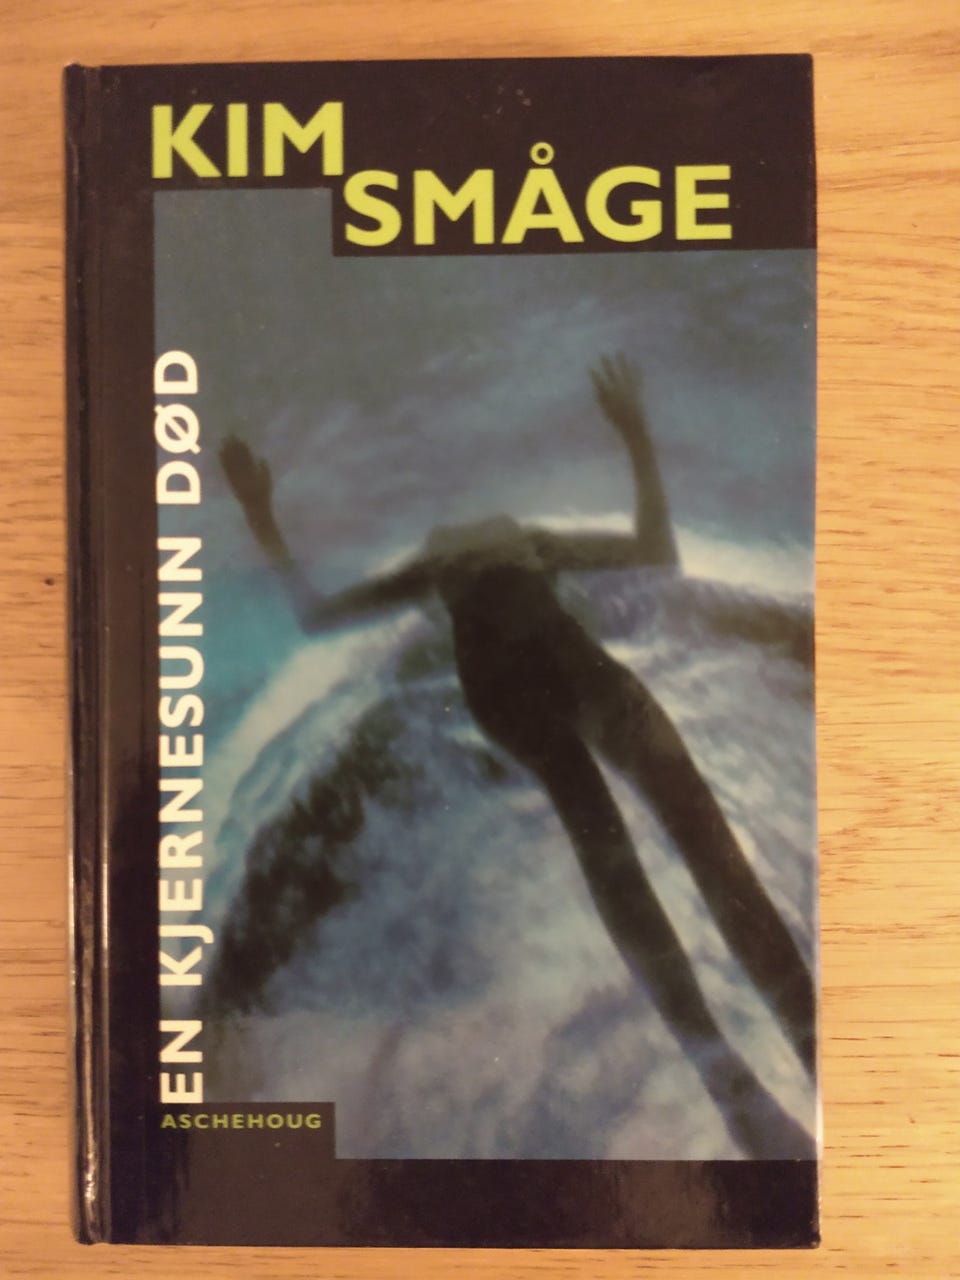 KIM
SMÅGE
EN KJERNESUNN DØD
ASCHEHOUG